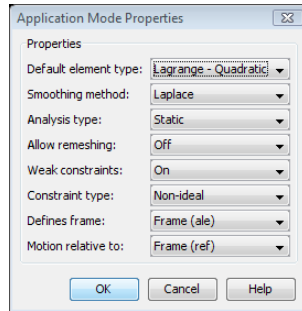 Application Mode Properties
Properties
Default element type: Lagrange - Quadratic
Smoothing method: Laplace
Analysis type: Static
Allow remeshing: Off
Weak constraints: On
Constraint type: Non-ideal
Defines frame: Frame (ale)
Motion relative to: Frame (ref)
OK Cancel Help